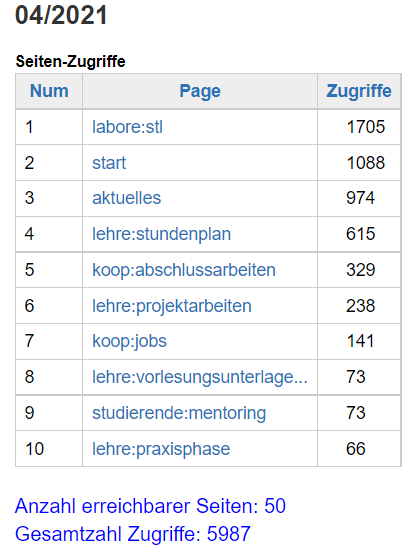 04/2021
Seiten-Zugriffe
Num Page Zugriffe
1 labore:stl 1705
2 start 1088
3 aktuelles 974
4 lehre:stundenplan 615
5 koop:abschlussarbeiten 329
6 lehre:projektarbeiten 238
7 koop:jobs 141
8 lehre:vorlesungsunterlage... 73
9 studierende:mentoring 73
10 lehre:praxisphase 66
Anzahl erreichbarer Seiten: 50
Gesamtzahl Zugriffe: 5987